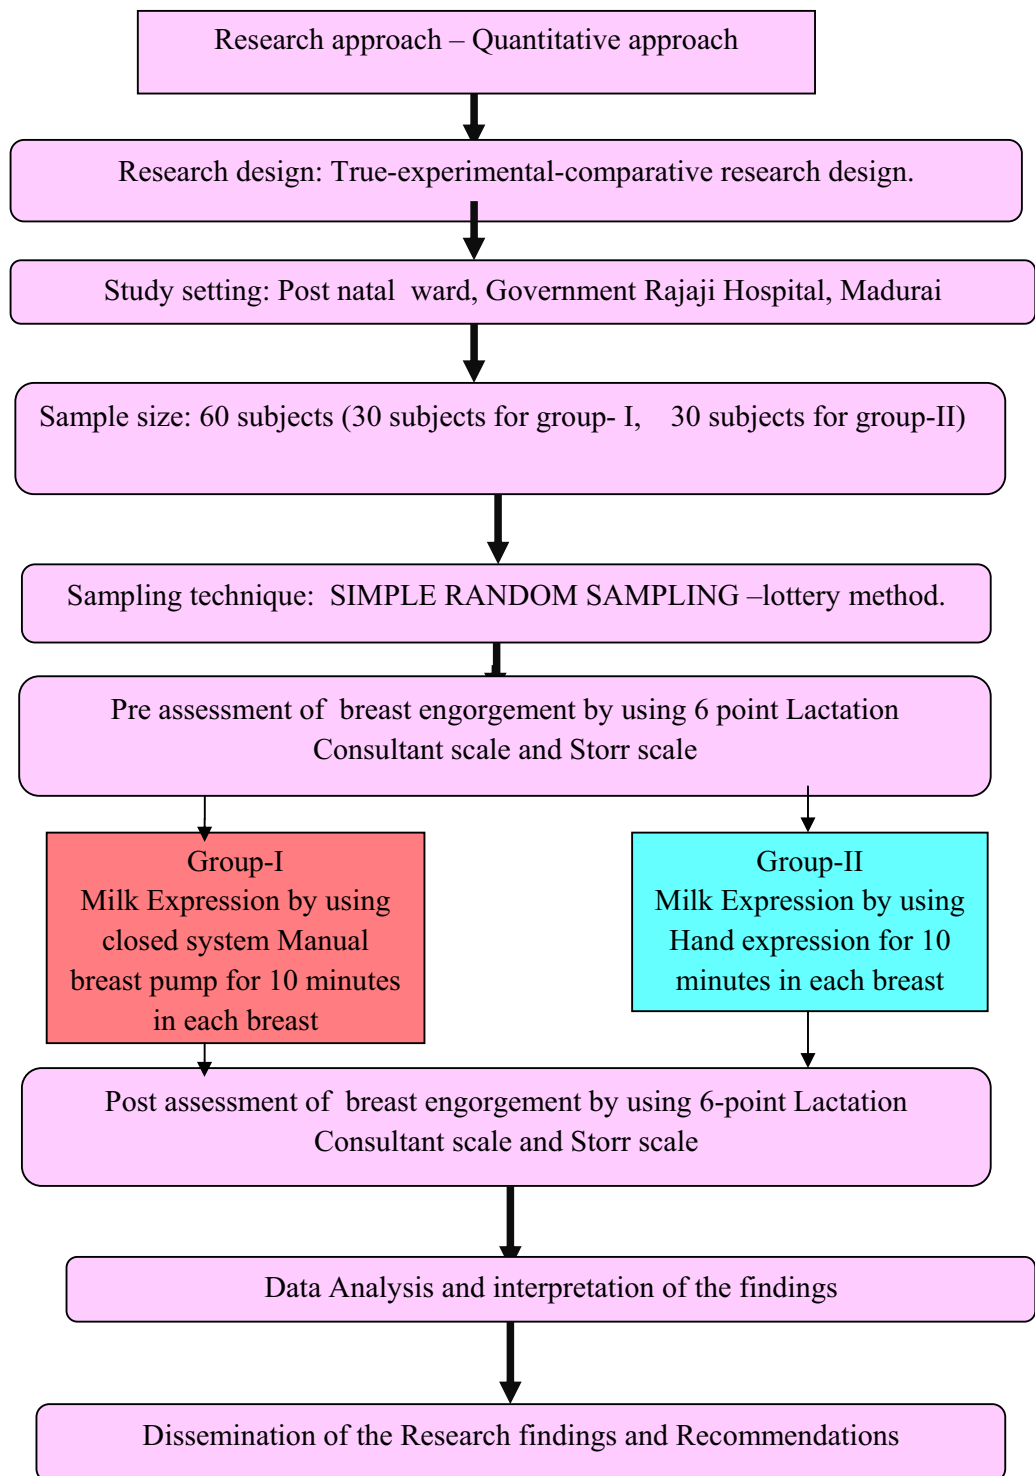 Research approach – Quantitative approach
Research design: True-experimental-comparative research design.
Study setting: Post natal  ward, Government Rajaji Hospital, Madurai
Sample size: 60 subjects (30 subjects for group- I,    30 subjects for group-II)
Sampling technique:  SIMPLE RANDOM SAMPLING –lottery method.
Pre assessment of  breast engorgement by using 6 point Lactation
Consultant scale and Storr scale
Group-I
Milk Expression by using
closed system Manual
breast pump for 10 minutes
in each breast
Group-II
Milk Expression by using
Hand expression for 10
minutes in each breast
Post assessment of  breast engorgement by using 6-point Lactation
Consultant scale and Storr scale
Data Analysis and interpretation of the findings
Dissemination of the Research findings and Recommendations